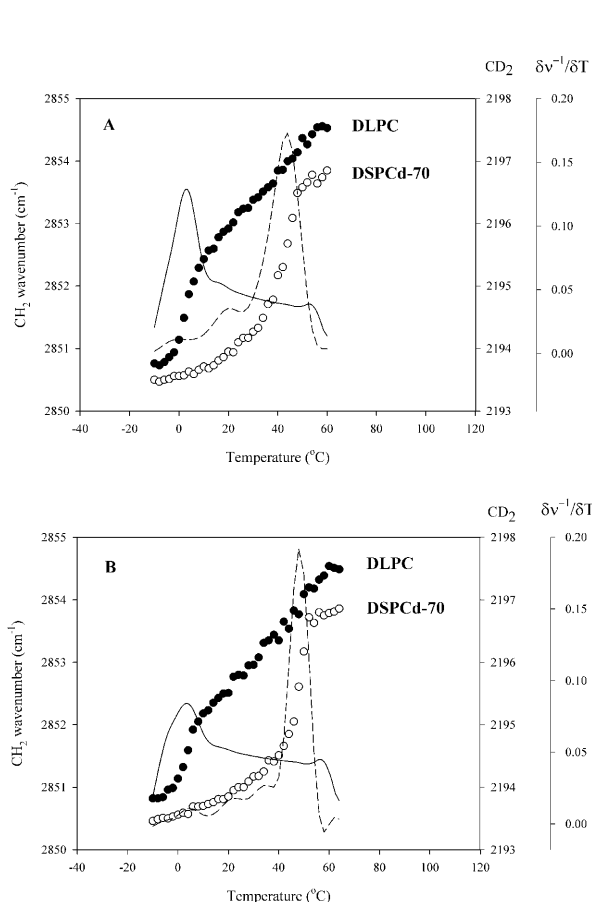 CD2 δν⁻¹/δT
2855 2198 0.20
A DLPC
2854 2197 0.15
DSPCd-70
2853 2196 0.10
CH2 wavenumber (cm⁻¹)
2852 2195 0.05
2851 2194 0.00
2850 2193
-40 -20 0 20 40 60 80 100 120
Temperature (°C)
CD2 δν⁻¹/δT
2855 2198 0.20
B DLPC
2854 2197 0.15
DSPCd-70
2853 2196 0.10
CH2 wavenumber (cm⁻¹)
2852 2195 0.05
2851 2194 0.00
2850 2193
-40 -20 0 20 40 60 80 100 120
Temperature (°C)